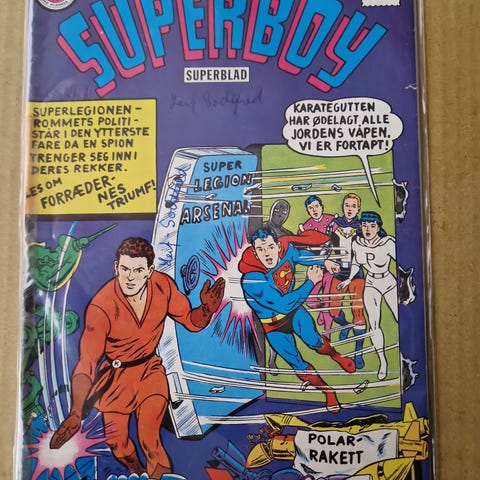 SUPERBOY
SUPERBLAD
SUPERLEGIONEN-
ROMMETS POLITI-
STÅR I DEN YTTERSTE
FARE DA EN SPION
TRENGER SEG INN I
DERES REKKER.
LES OM
FORRÆDER-
NES
TRIUMF!
KARATEGUTTEN
HAR ØDELAGT ALLE
JORDENS VÅPEN,
VI ER FORTAPT!
SUPER
LEGION
ARSENAL
POLAR-
RAKETT